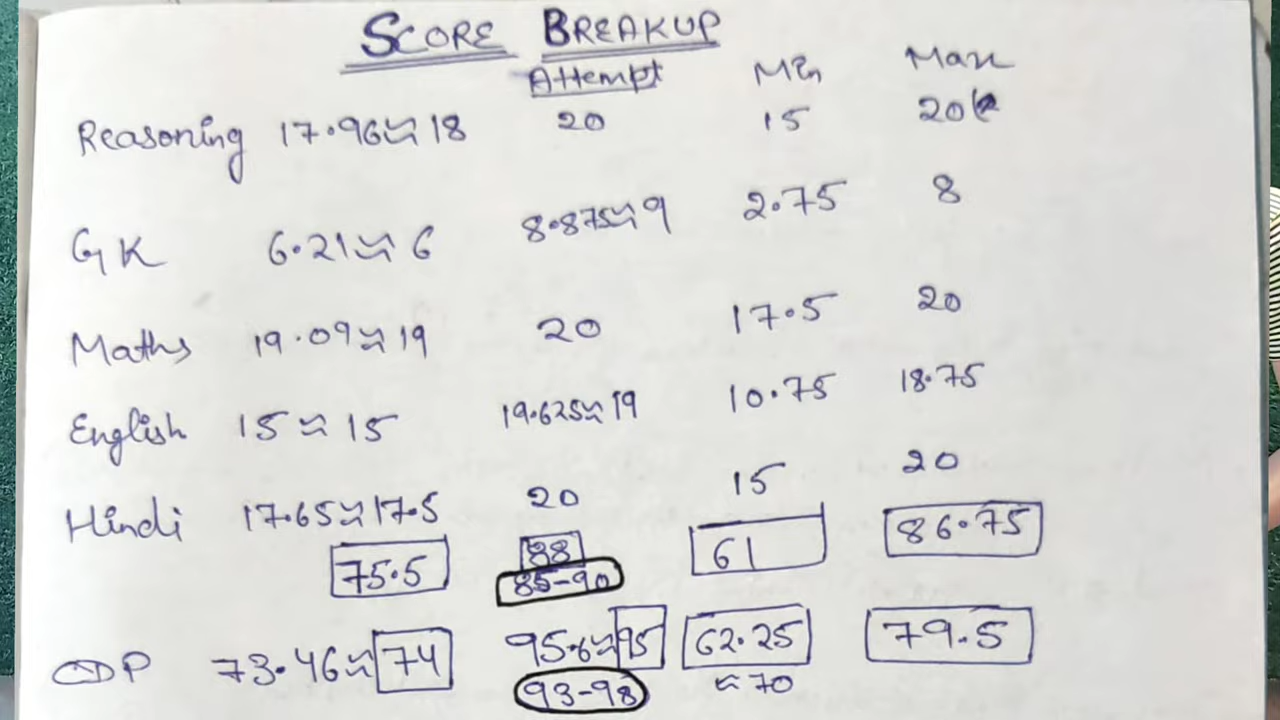 SCORE BREAKUP
Attempt Min Max
Reasoning 17.96≈18 20 15 20
GK 6.21≈6 8.875≈9 2.75 8
Maths 19.09≈19 20 17.5 20
English 15≈15 19.625≈19 10.75 18.75
Hindi 17.65≈17.5 20 15 20
75.5 88 61 86.75
85-90
CDP 73.46≈74 95.6≈95 62.25 79.5
93-98 ≈70